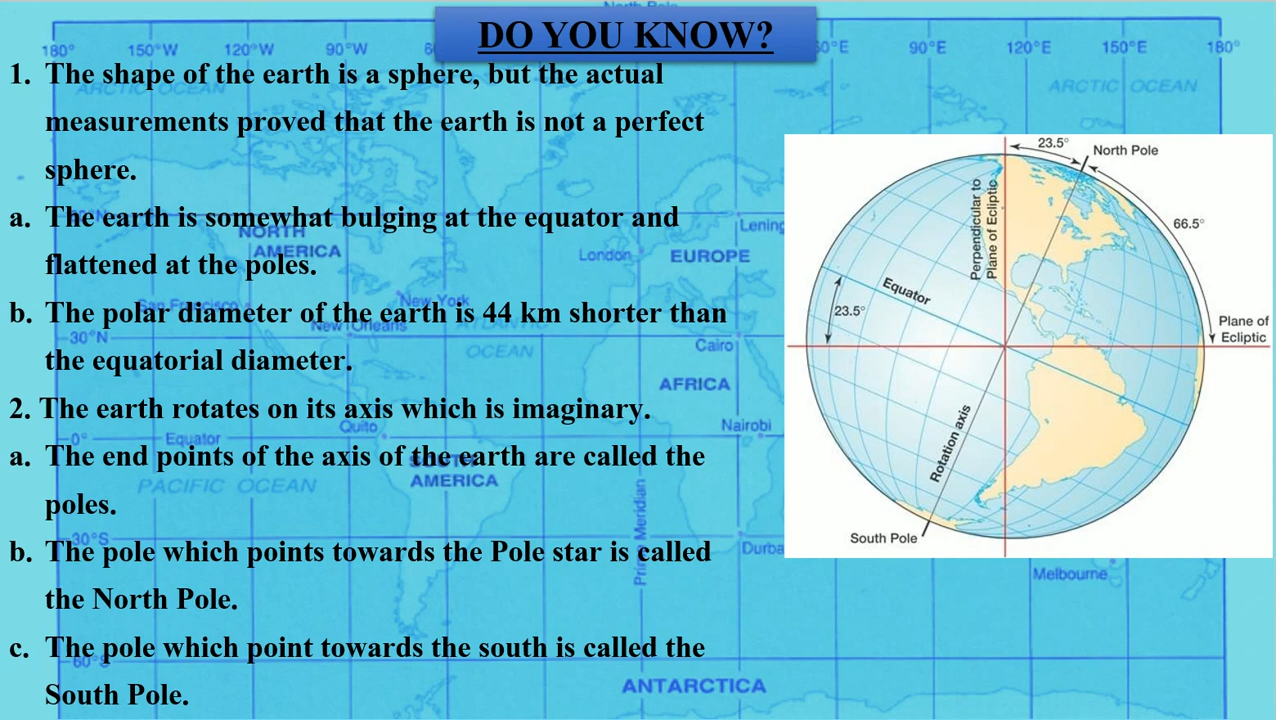 North Pole
DO YOU KNOW?
180° 150°W 120°W 90°W 60°E 90°E 120°E 150°E 180°
1. The shape of the earth is a sphere, but the actual
ARCTIC OCEAN
ARCTIC OCEAN
measurements proved that the earth is not a perfect
sphere.
a. The earth is somewhat bulging at the equator and
NORTH
AMERICA
flattened at the poles.
London
EUROPE
b. The polar diameter of the earth is 44 km shorter than
San Francisco
New York
New Orleans
ATLANTIC
OCEAN
30°N
Cairo
the equatorial diameter.
AFRICA
2. The earth rotates on its axis which is imaginary.
Quito
Nairobi
0° Equator
a. The end points of the axis of the earth are called the
SOUTH
AMERICA
PACIFIC OCEAN
poles.
Prime Meridian
30°S
b. The pole which points towards the Pole star is called
the North Pole.
Melbourne
c. The pole which point towards the south is called the
60°S
South Pole.
ANTARCTICA
23.5°
North Pole
Perpendicular to
Plane of Ecliptic
66.5°
Equator
23.5°
Plane of
Ecliptic
Rotation axis
South Pole